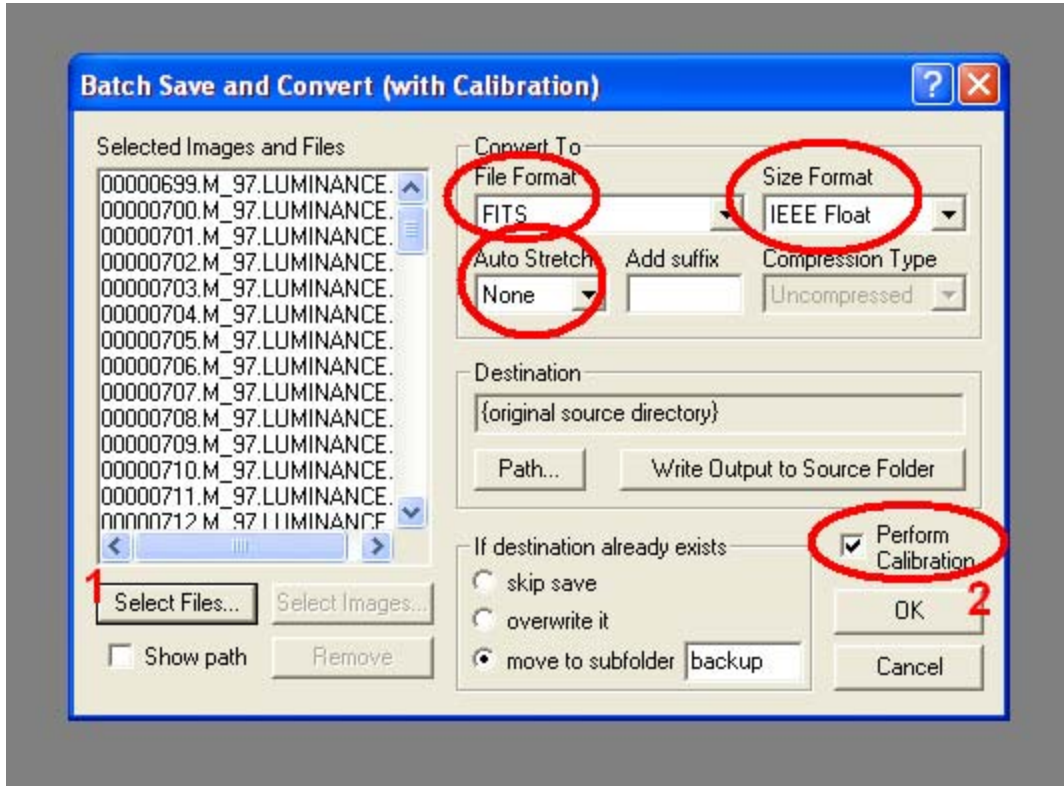 Batch Save and Convert (with Calibration)
Selected Images and Files
00000699.M_97.LUMINANCE.
00000700.M_97.LUMINANCE.
00000701.M_97.LUMINANCE.
00000702.M_97.LUMINANCE.
00000703.M_97.LUMINANCE.
00000704.M_97.LUMINANCE.
00000705.M_97.LUMINANCE.
00000706.M_97.LUMINANCE.
00000707.M_97.LUMINANCE.
00000708.M_97.LUMINANCE.
00000709.M_97.LUMINANCE.
00000710.M_97.LUMINANCE.
00000711.M_97.LUMINANCE.
00000712.M_97.LUMINANCE.
1
Select Files...
Select Images...
Show path
Remove
Convert To
File Format
Size Format
FITS
IEEE Float
Auto Stretch
Add suffix
Compression Type
None
Uncompressed
Destination
{original source directory}
Path...
Write Output to Source Folder
If destination already exists
skip save
overwrite it
move to subfolder
backup
Perform
Calibration
2
OK
Cancel